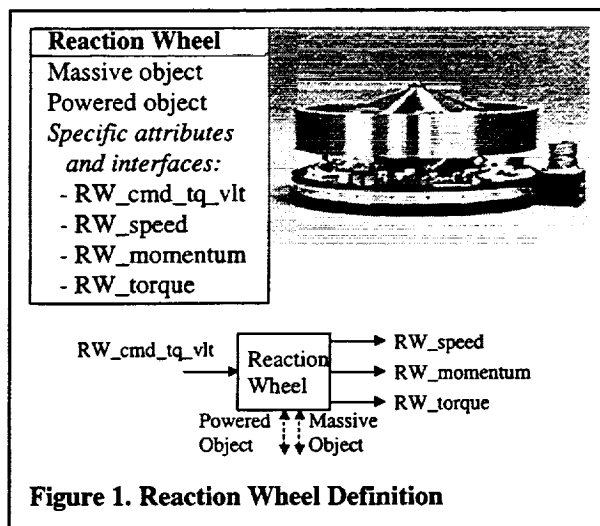 Reaction Wheel
Massive object
Powered object
Specific attributes
and interfaces:
- RW_cmd_tq_vlt
- RW_speed
- RW_momentum
- RW_torque
RW_cmd_tq_vlt
Reaction
Wheel
RW_speed
RW_momentum
RW_torque
Powered Massive
Object Object
Figure 1. Reaction Wheel Definition